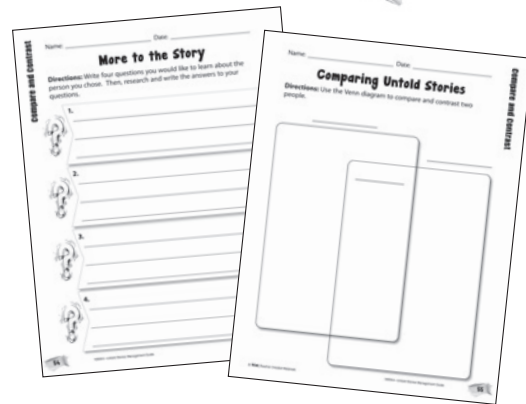 Compare and Contrast
Name: Date:
More to the Story
Directions: Write four questions you would like to learn about the
person you chose. Then, research and write the answers to your
questions.
1.
2.
3.
4.
54
Name: Date:
Compare and Contrast
Comparing Untold Stories
Directions: Use the Venn diagram to compare and contrast two
people.
55